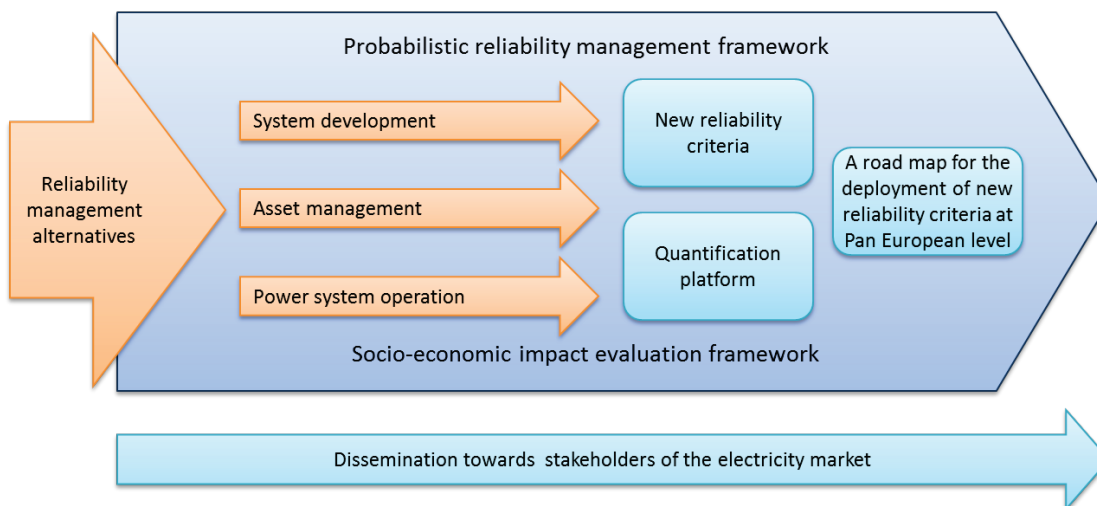 Probabilistic reliability management framework
Reliability
management
alternatives
System development
Asset management
Power system operation
New reliability
criteria
Quantification
platform
A road map for the
deployment of new
reliability criteria at
Pan European level
Socio-economic impact evaluation framework
Dissemination towards stakeholders of the electricity market